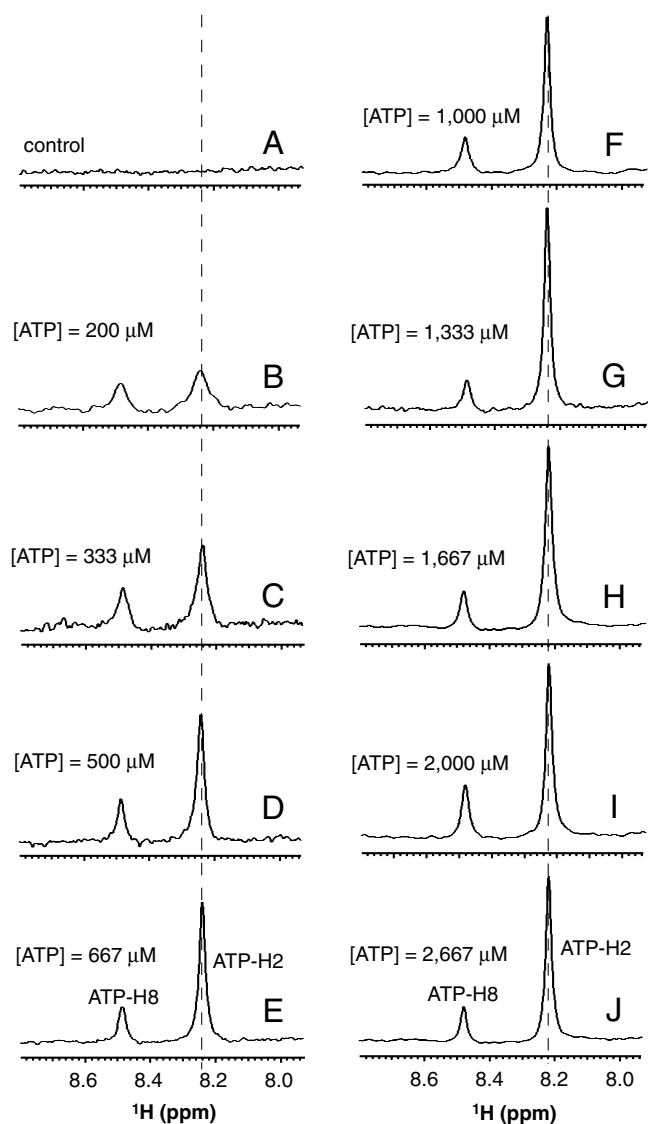 control
A
[ATP] = 200 µM
B
[ATP] = 333 µM
C
[ATP] = 500 µM
D
[ATP] = 667 µM
ATP-H2
ATP-H8
E
8.6 8.4 8.2 8.0
¹H (ppm)
[ATP] = 1,000 µM
F
[ATP] = 1,333 µM
G
[ATP] = 1,667 µM
H
[ATP] = 2,000 µM
I
[ATP] = 2,667 µM
ATP-H2
ATP-H8
J
8.6 8.4 8.2 8.0
¹H (ppm)